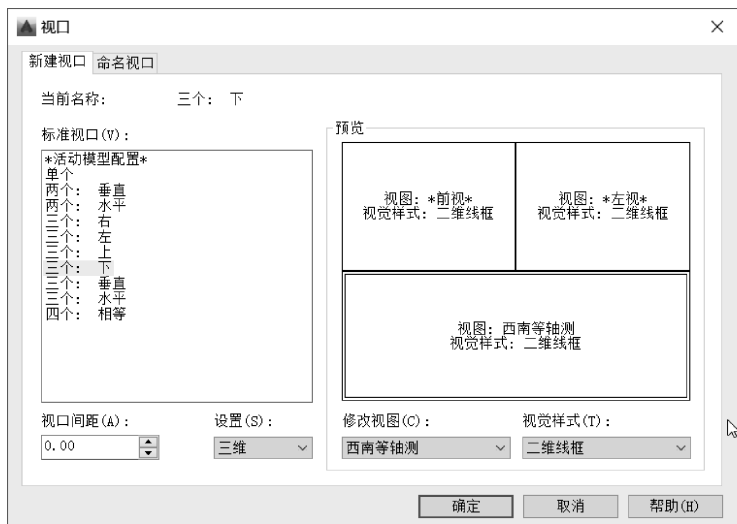 视口
新建视口 命名视口
当前名称: 三个: 下
标准视口(V):
*活动模型配置*
单个
两个: 垂直
两个: 水平
三个: 右
三个: 左
三个: 上
三个: 下
三个: 垂直
三个: 水平
四个: 相等
预览
视图: *前视*
视觉样式: 二维线框
视图: *左视*
视觉样式: 二维线框
视图: 西南等轴测
视觉样式: 二维线框
视口间距(A): 设置(S): 修改视图(C): 视觉样式(T):
0.00 三维 西南等轴测 二维线框
确定 取消 帮助(H)